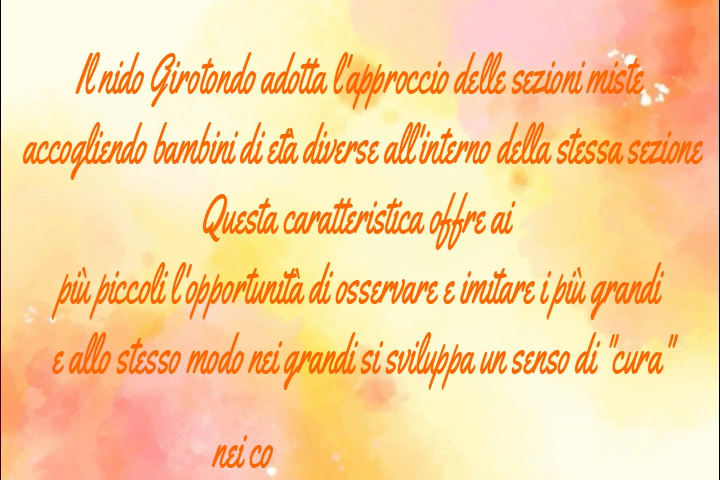 Il nido Girotondo adotta l'approccio delle sezioni miste
accogliendo bambini di età diverse all'interno della stessa sezione
Questa caratteristica offre ai
più piccoli l'opportunità di osservare e imitare i più grandi
e allo stesso modo nei grandi si sviluppa un senso di "cura"
nei co